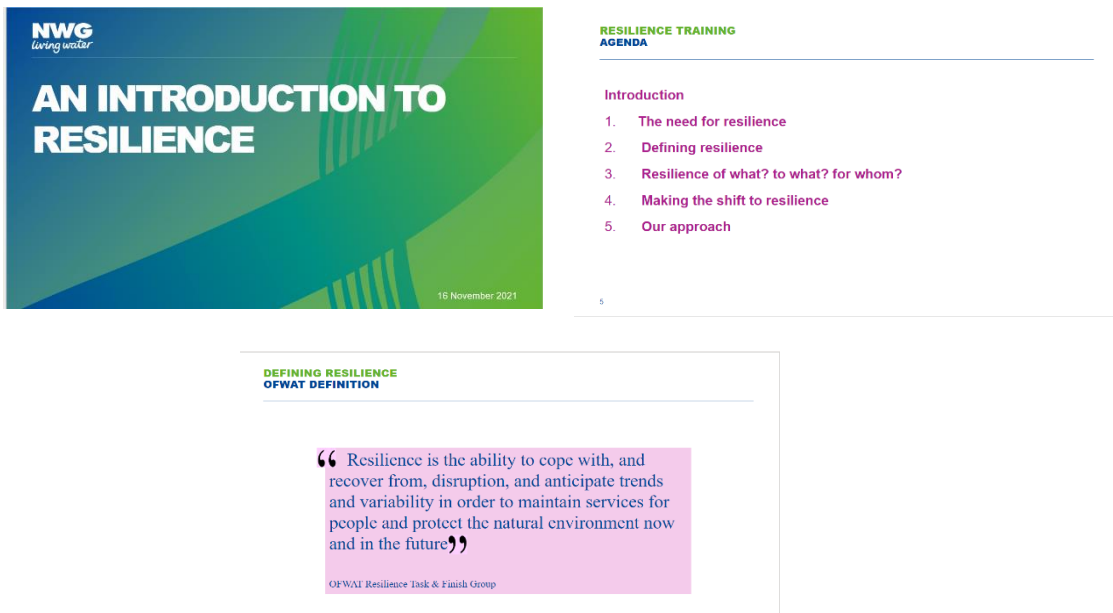 NWG
living water
AN INTRODUCTION TO
RESILIENCE
16 November 2021
RESILIENCE TRAINING
AGENDA
Introduction
1. The need for resilience
2. Defining resilience
3. Resilience of what? to what? for whom?
4. Making the shift to resilience
5. Our approach
5
DEFINING RESILIENCE
OFWAT DEFINITION
“ Resilience is the ability to cope with, and
recover from, disruption, and anticipate trends
and variability in order to maintain services for
people and protect the natural environment now
and in the future”
OFWAT Resilience Task & Finish Group